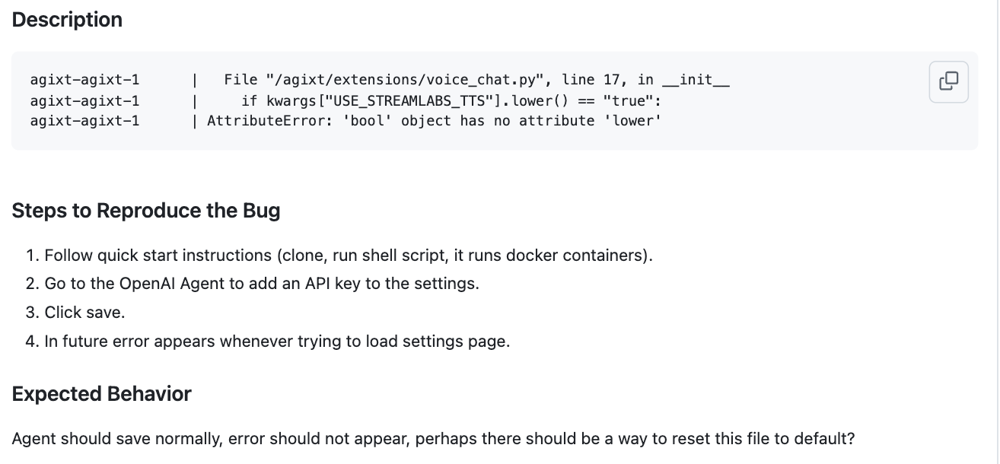 Description
agixt-agixt-1      |   File "/agixt/extensions/voice_chat.py", line 17, in __init__
agixt-agixt-1      |     if kwargs["USE_STREAMLABS_TTS"].lower() == "true":
agixt-agixt-1      | AttributeError: 'bool' object has no attribute 'lower'
Steps to Reproduce the Bug
1. Follow quick start instructions (clone, run shell script, it runs docker containers).
2. Go to the OpenAI Agent to add an API key to the settings.
3. Click save.
4. In future error appears whenever trying to load settings page.
Expected Behavior
Agent should save normally, error should not appear, perhaps there should be a way to reset this file to default?